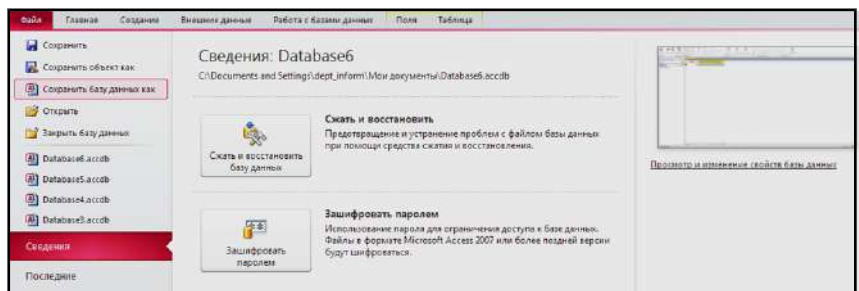 Файл Главная Создание Внешние данные Работа с базами данных Поля Таблица
Сохранить
Сохранить объект как
Сохранить базу данных как
Открыть
Закрыть базу данных
Database6.accdb
Database5.accdb
Database4.accdb
Database3.accdb
Сведения
Последние
Сведения: Database6
C:\Documents and Settings\dept_inform\Мои документы\Database6.accdb
Сжать и восстановить
базу данных
Сжать и восстановить
Предотвращение и устранение проблем с файлом базы данных
при помощи средства сжатия и восстановления.
Зашифровать
паролем
Зашифровать паролем
Использование пароля для ограничения доступа к базе данных.
Файлы в формате Microsoft Access 2007 или более поздней версии
будут шифроваться.
Просмотр и изменение свойств базы данных